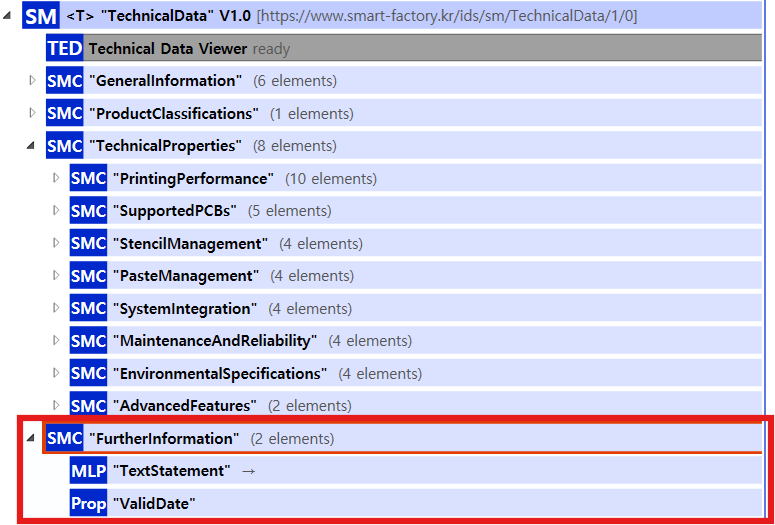 SM <T> "TechnicalData" V1.0 [https://www.smart-factory.kr/ids/sm/TechnicalData/1/0]
TED Technical Data Viewer ready
SMC "GeneralInformation" (6 elements)
SMC "ProductClassifications" (1 elements)
SMC "TechnicalProperties" (8 elements)
SMC "PrintingPerformance" (10 elements)
SMC "SupportedPCBs" (5 elements)
SMC "StencilManagement" (4 elements)
SMC "PasteManagement" (4 elements)
SMC "SystemIntegration" (4 elements)
SMC "MaintenanceAndReliability" (4 elements)
SMC "EnvironmentalSpecifications" (4 elements)
SMC "AdvancedFeatures" (2 elements)
SMC "FurtherInformation" (2 elements)
MLP "TextStatement" →
Prop "ValidDate"